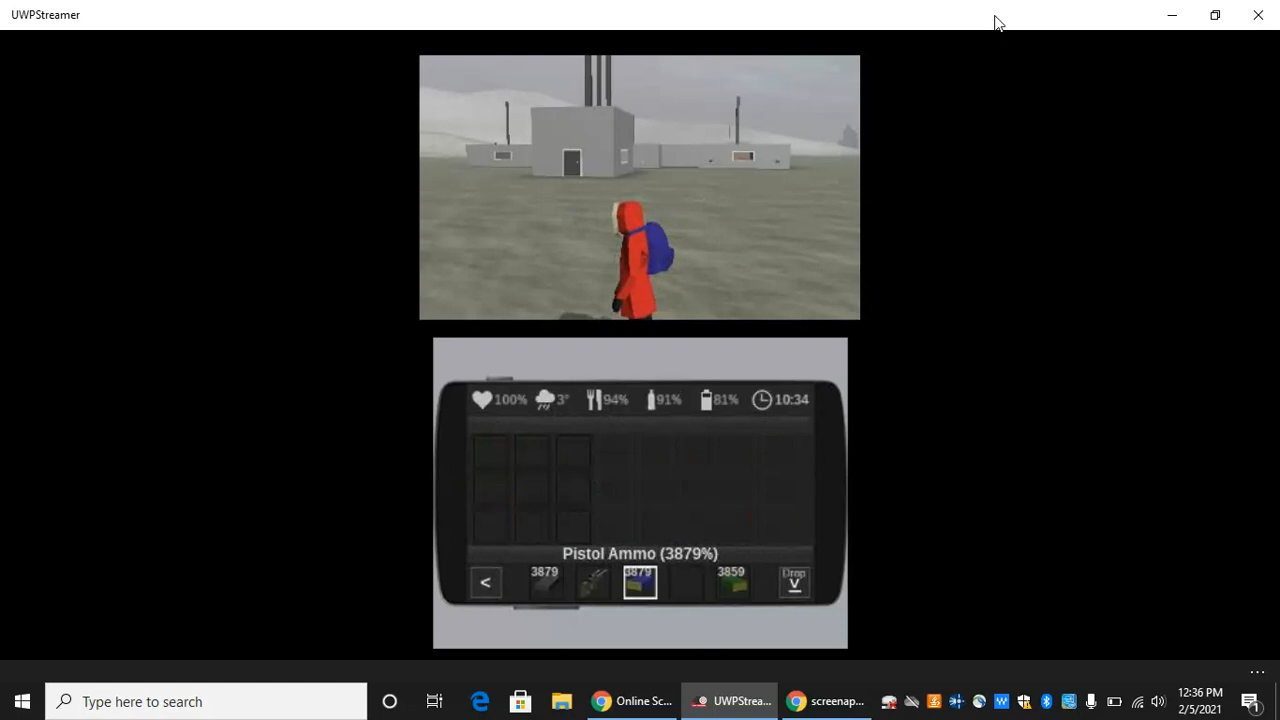 UWPStreamer
100%
3°
94%
91%
81%
10:34
Pistol Ammo (3879%)
<
3879
3879
3859
Drop
V
Type here to search
Online Sc...
UWPStrea...
screenap...
12:36 PM
2/5/2021
1